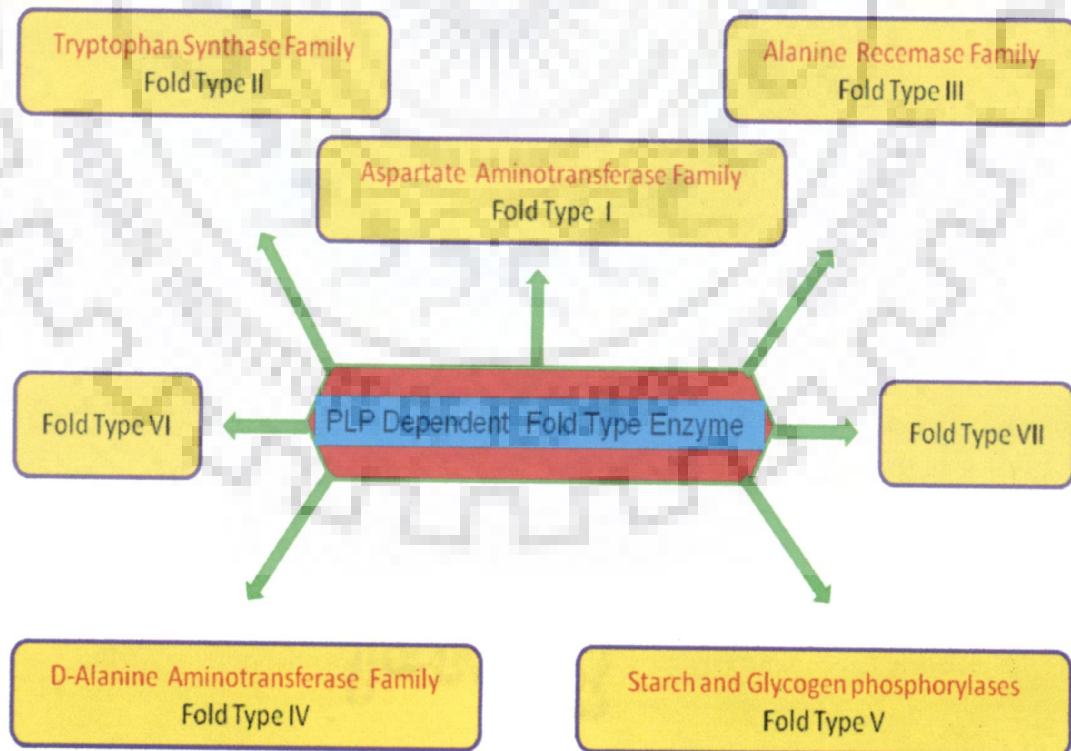 Tryptophan Synthase Family
Fold Type II
Alanine Recemase Family
Fold Type III
Aspartate Aminotransferase Family
Fold Type I
PLP Dependent Fold Type Enzyme
Fold Type VI
Fold Type VII
D-Alanine Aminotransferase Family
Fold Type IV
Starch and Glycogen phosphorylases
Fold Type V